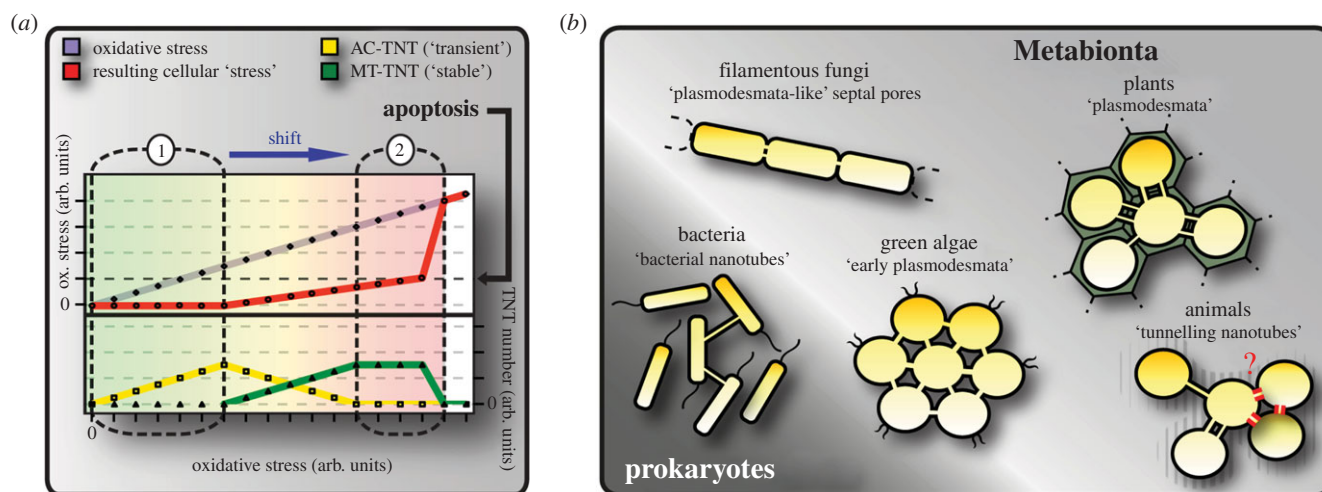 (a)
oxidative stress
resulting cellular 'stress'
AC-TNT ('transient')
MT-TNT ('stable')
apoptosis
1
shift
2
ox. stress (arb. units)
0
TNT number (arb. units)
0
0
oxidative stress (arb. units)
(b)
Metabionta
filamentous fungi
'plasmodesmata-like' septal pores
plants
'plasmodesmata'
bacteria
'bacterial nanotubes'
green algae
'early plasmodesmata'
animals
'tunnelling nanotubes'
?
prokaryotes